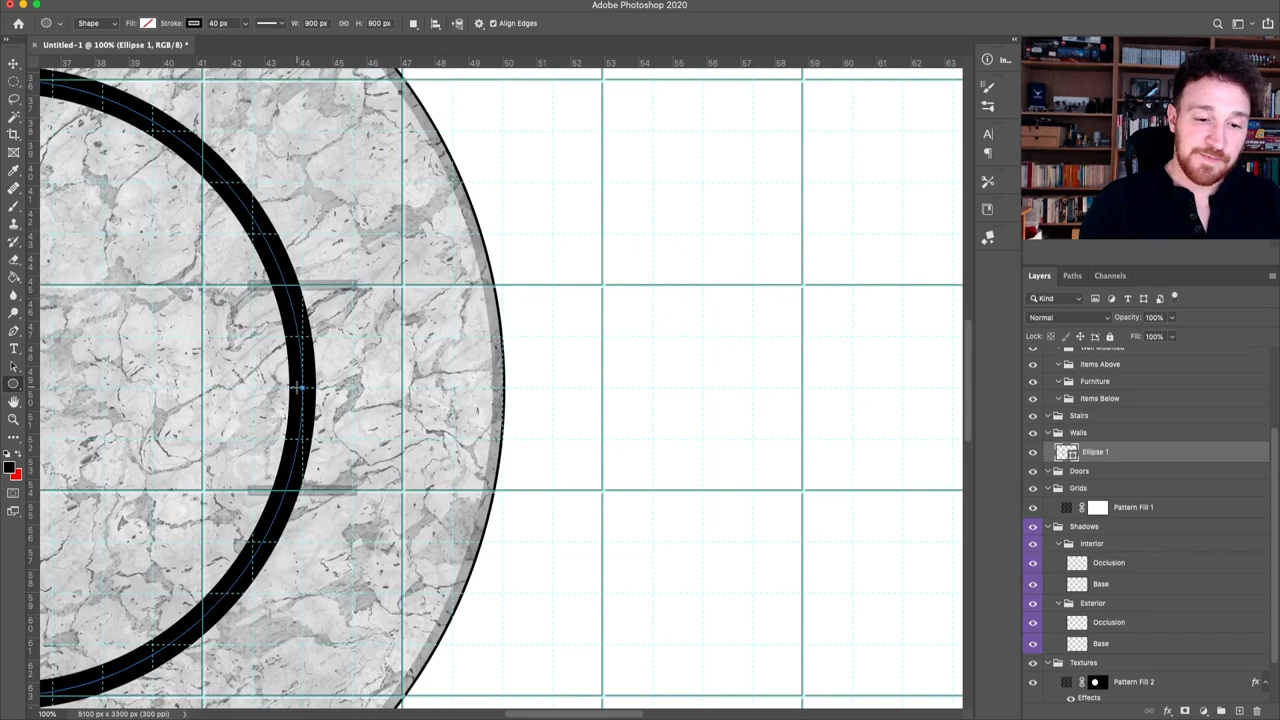 Adobe Photoshop 2020
Shape Fill: Stroke: 40 px W: 900 px H: 900 px Align Edges
Untitled-1 @ 100% (Ellipse 1, RGB/8) *
37 38 39 40 41 42 43 44 45 46 47 48 49 50 51 52 53 54 55 56 57 58 59 60 61 62 63
In...
Layers Paths Channels
Kind
Normal Opacity: 100%
Lock: Fill: 100%
Items Above
Furniture
Items Below
Stairs
Walls
Ellipse 1
Doors
Grids
Pattern Fill 1
Shadows
Interior
Occlusion
Base
Exterior
Occlusion
Base
Textures
Pattern Fill 2 fx
Effects
100% 5100 px x 3300 px (300 ppi)